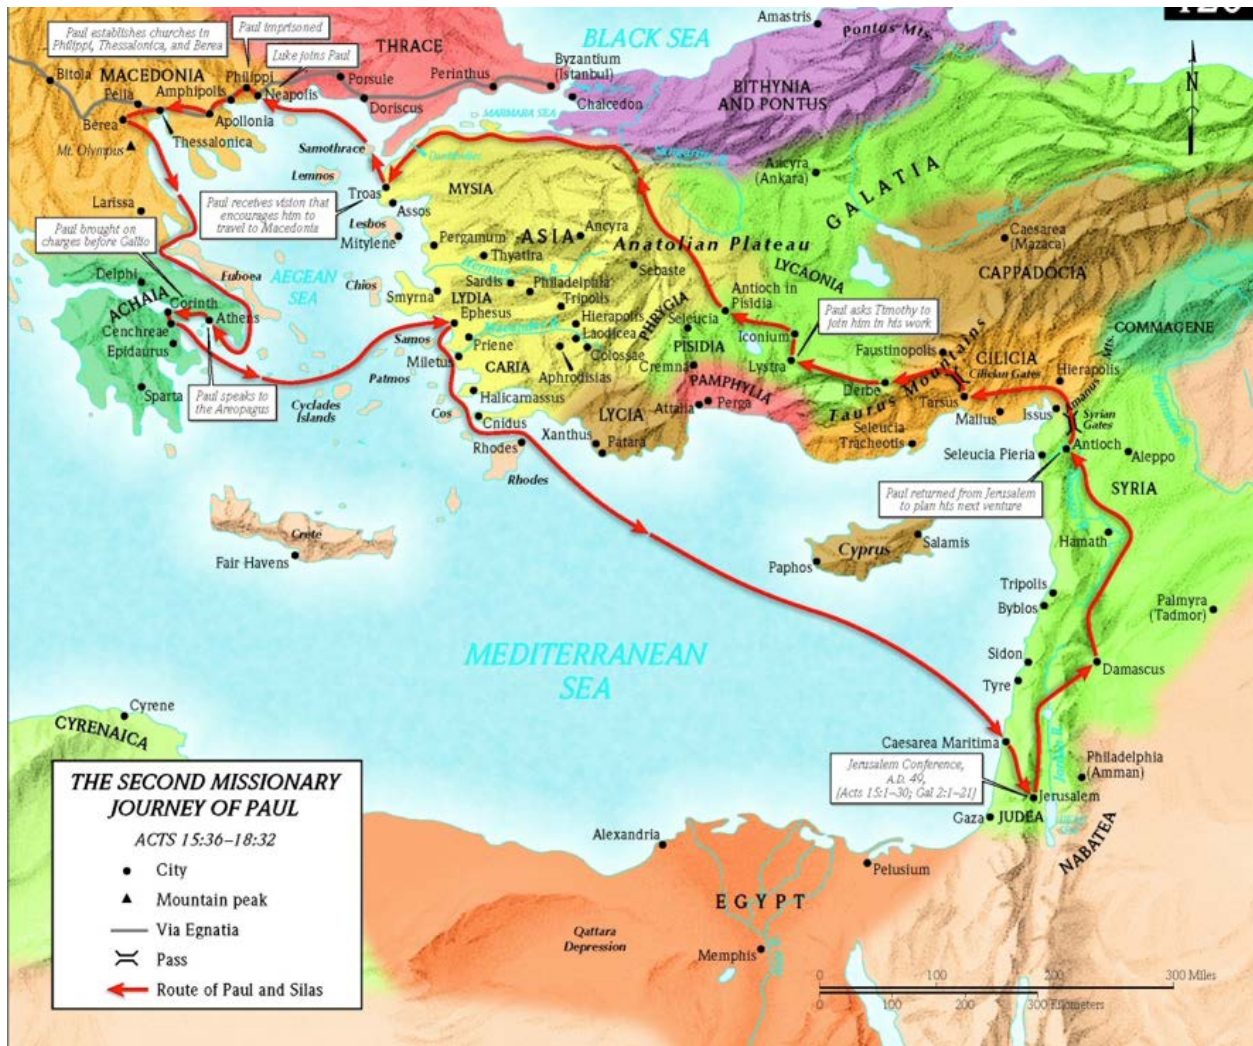 Paul establishes churches in
Philippi, Thessalonica, and Berea
Paul imprisoned
Luke joins Paul
THRACE
BLACK SEA
Amastris
Pontus Mts.
Bitola
MACEDONIA
Philippi
Porsule
Perinthus
Byzantium
(Istanbul)
BITHYNIA
AND PONTUS
N
Pella
Amphipolis
Neapolis
Doriscus
Chalcedon
Berea
Apollonia
MARMARA SEA
Thessalonica
Mt. Olympus
Samothrace
Ancyra
(Ankara)
GALATIA
Lemnos
MYSIA
Troas
Assos
Larissa
Paul receives vision that
encourages him to
travel to Macedonia
Lesbos
Mitylene
Paul brought on
charges before Gallio
Pergamum
ASIA
Ancyra
Anatolian Plateau
Caesarea
(Mazaca)
Thyatira
Sebaste
LYCAONIA
CAPPADOCIA
Delphi
Euboea
AEGEAN
SEA
Chios
Sardis
Philadelphia
Antioch in
Pisidia
ACHAIA
Corinth
Smyrna
LYDIA
Tripolis
PHRYGIA
Paul asks Timothy to
join him in his work
Cenchreae
Athens
Ephesus
Hierapolis
Seleucia
Iconium
COMMAGENE
Epidaurus
Samos
Priene
Laodicea
PISIDIA
Faustinopolis
CILICIA
Cilician Gates
Miletus
Colossae
Lystra
Taurus Mountains
Hierapolis
Sparta
Paul speaks to
the Areopagus
Patmos
CARIA
Aphrodisias
Cremna
PAMPHYLIA
Derbe
Tarsus
Amanus Mts.
Cyclades
Islands
Halicarnassus
LYCIA
Attalia
Perga
Mallus
Issus
Syrian
Gates
Cos
Cnidus
Xanthus
Patara
Seleucia
Tracheotis
Antioch
Rhodes
Seleucia Pieria
Aleppo
Rhodes
Paul returned from Jerusalem
to plan his next venture
SYRIA
Crete
Cyprus
Salamis
Hamath
Fair Havens
Paphos
Tripolis
Byblos
Palmyra
(Tadmor)
MEDITERRANEAN
SEA
Sidon
Damascus
Tyre
Cyrene
CYRENAICA
Caesarea Maritima
Jordan R.
Philadelphia
(Amman)
Jerusalem Conference,
A.D. 49,
(Acts 15:1–30; Gal 2:1–21)
Jerusalem
Gaza
JUDEA
NABATEA
Alexandria
Pelusium
EGYPT
Qattara
Depression
Memphis
THE SECOND MISSIONARY
JOURNEY OF PAUL
ACTS 15:36–18:32
City
Mountain peak
Via Egnatia
Pass
Route of Paul and Silas
0 100 200 300 Miles
0 100 200 300 Kilometers